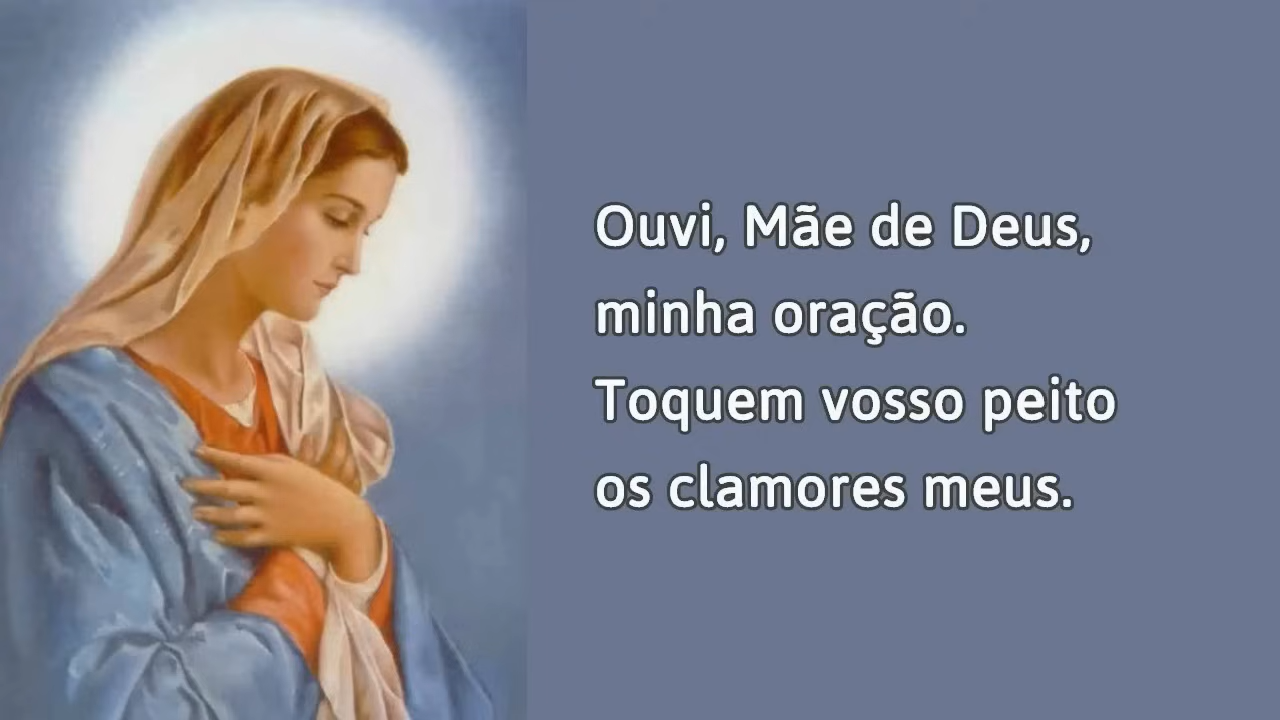 Ouvi, Mãe de Deus,
minha oração.
Toquem vosso peito
os clamores meus.